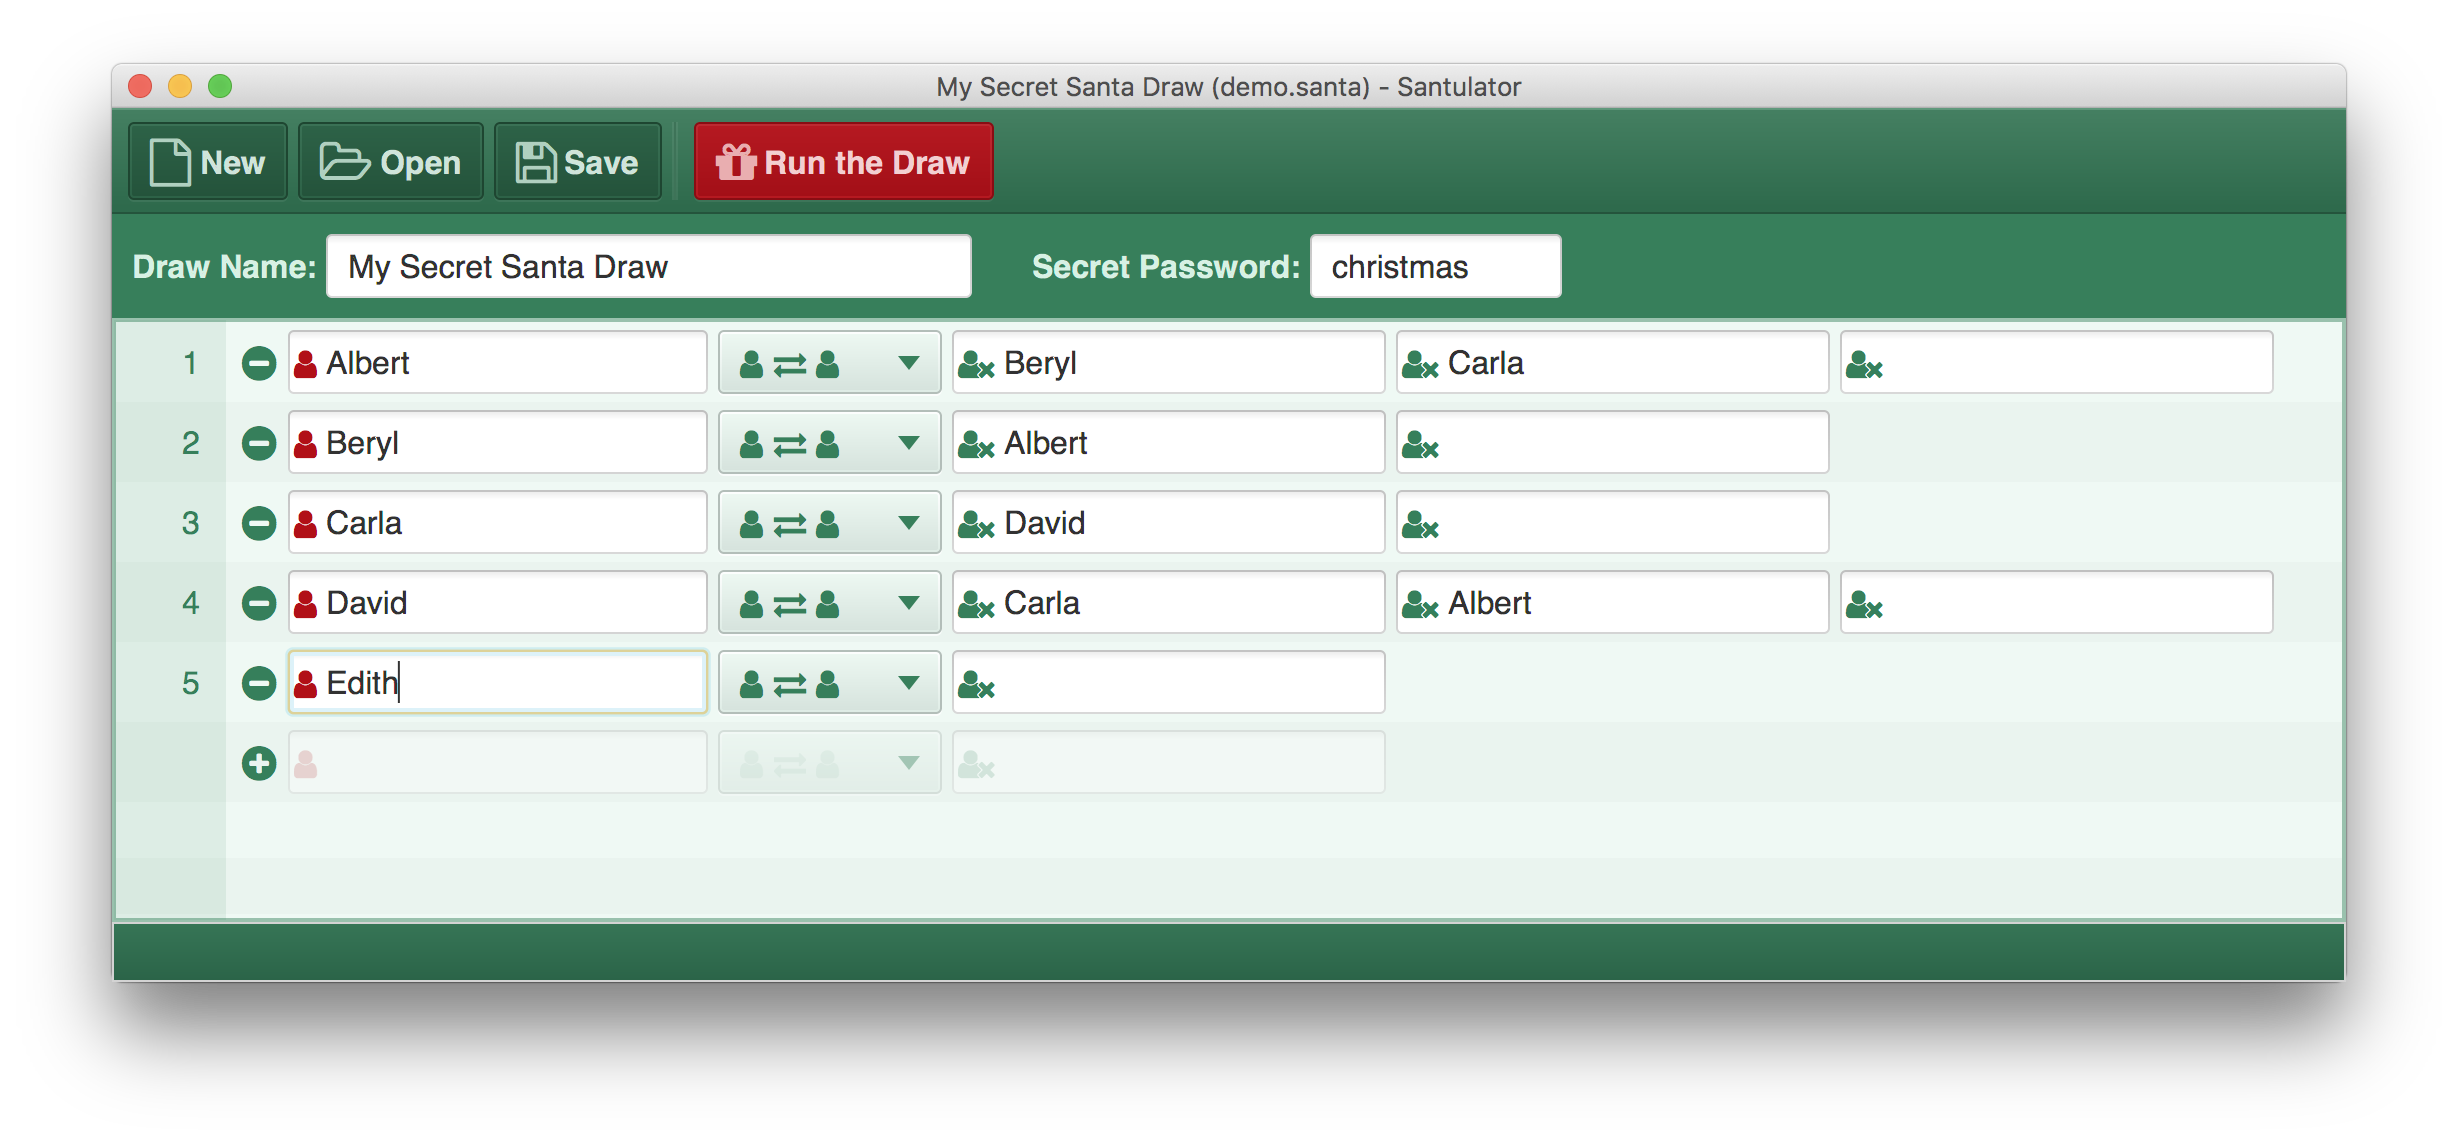 My Secret Santa Draw (demo.santa) - Santulator
New Open Save Run the Draw
Draw Name: My Secret Santa Draw Secret Password: christmas
1 Albert Beryl Carla
2 Beryl Albert
3 Carla David
4 David Carla Albert
5 Edith